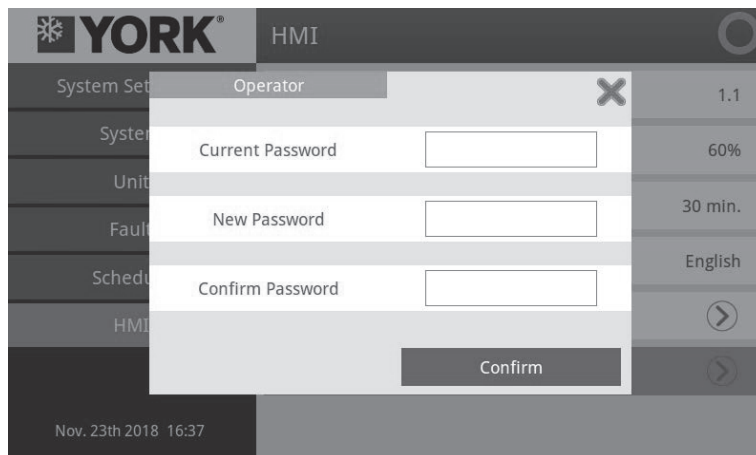 YORK®
HMI
System Set
Operator
1.1
Syste
Current Password
60%
Unit
New Password
30 min.
Fault
English
Schedu
Confirm Password
HMI
Confirm
Nov. 23th 2018 16:37